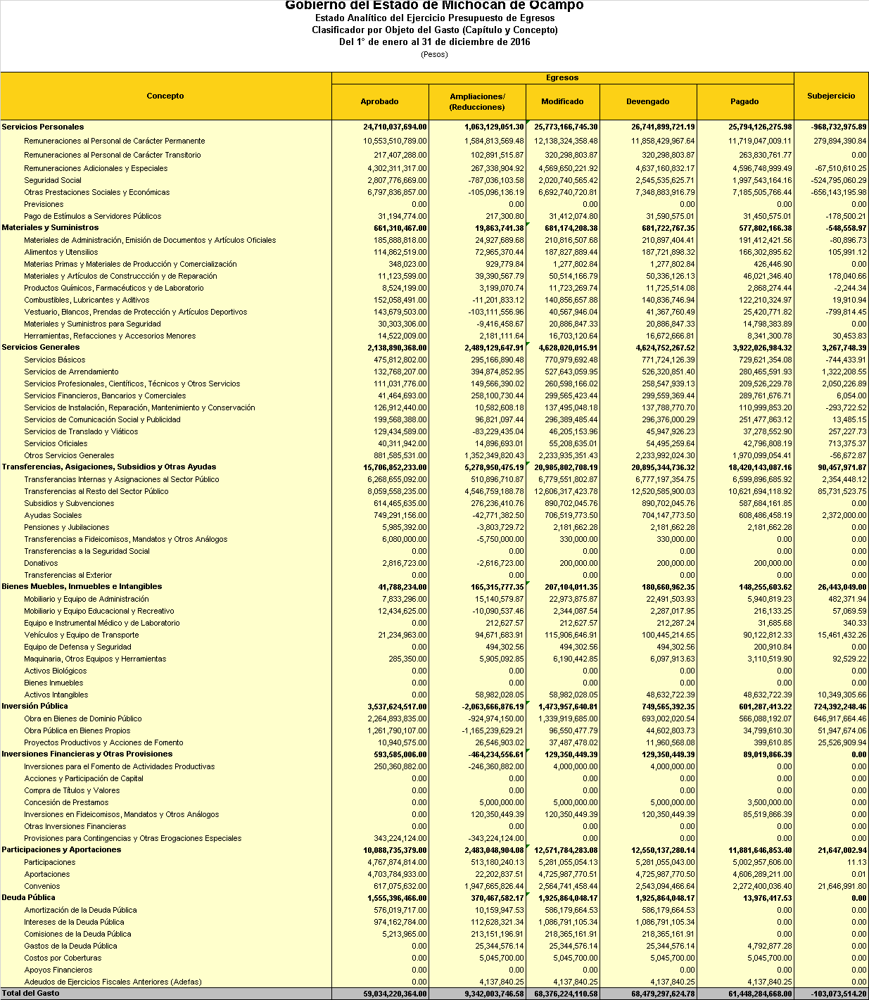 Gobierno del Estado de Michocán de Ocampo
Estado Analítico del Ejercicio Presupuesto de Egresos
Clasificador por Objeto del Gasto (Capítulo y Concepto)
Del 1° de enero al 31 de diciembre de 2016
(Pesos)
Concepto Egresos Subejercicio
Aprobado Ampliaciones/ (Reducciones) Modificado Devengado Pagado
Servicios Personales 24,710,037,694.00 1,063,129,051.30 25,773,166,745.30 26,741,899,721.19 25,794,126,275.98 -968,732,975.89
Remuneraciones al Personal de Carácter Permanente 10,553,510,789.00 1,584,813,569.48 12,138,324,358.48 11,858,429,967.64 11,719,047,009.11 279,894,390.84
Remuneraciones al Personal de Carácter Transitorio 217,407,288.00 102,891,515.87 320,298,803.87 320,298,803.87 263,830,761.77 0.00
Remuneraciones Adicionales y Especiales 4,302,311,317.00 267,338,904.92 4,569,650,221.92 4,637,160,832.17 4,596,748,999.49 -67,510,610.25
Seguridad Social 2,807,776,669.00 -787,036,103.58 2,020,740,565.42 2,545,535,625.71 1,997,543,164.16 -524,795,060.29
Otras Prestaciones Sociales y Económicas 6,797,836,857.00 -105,096,136.19 6,692,740,720.81 7,348,883,916.79 7,185,505,766.44 -656,143,195.98
Previsiones 0.00 0.00 0.00 0.00 0.00 0.00
Pago de Estímulos a Servidores Públicos 31,194,774.00 217,300.80 31,412,074.80 31,590,575.01 31,450,575.01 -178,500.21
Materiales y Suministros 661,310,467.00 19,863,741.38 681,174,208.38 681,722,767.35 577,802,166.38 -548,558.97
Materiales de Administración, Emisión de Documentos y Artículos Oficiales 185,888,818.00 24,927,689.68 210,816,507.68 210,897,404.41 191,412,421.56 -80,896.73
Alimentos y Utensilios 114,862,519.00 72,965,370.44 187,827,889.44 187,721,898.32 166,302,895.62 105,991.12
Materias Primas y Materiales de Producción y Comercialización 348,023.00 929,779.84 1,277,802.84 1,277,802.84 426,446.90 0.00
Materiales y Artículos de Construccción y de Reparación 11,123,599.00 39,390,567.79 50,514,166.79 50,336,126.13 46,021,346.40 178,040.66
Productos Químicos, Farmacéuticos y de Laboratorio 8,524,199.00 3,199,070.74 11,723,269.74 11,725,514.08 2,868,274.44 -2,244.34
Combustibles, Lubricantes y Aditivos 152,058,491.00 -11,201,833.12 140,856,657.88 140,836,746.94 122,210,324.97 19,910.94
Vestuario, Blancos, Prendas de Protección y Artículos Deportivos 143,679,503.00 -103,111,556.96 40,567,946.04 41,367,760.49 25,420,771.82 -799,814.45
Materiales y Suministros para Seguridad 30,303,306.00 -9,416,458.67 20,886,847.33 20,886,847.33 14,798,383.89 0.00
Herramientas, Refacciones y Accesorios Menores 14,522,009.00 2,181,111.64 16,703,120.64 16,672,666.81 8,341,300.78 30,453.83
Servicios Generales 2,138,890,368.00 2,489,129,647.91 4,628,020,015.91 4,624,752,267.52 3,922,026,984.32 3,267,748.39
Servicios Básicos 475,812,802.00 295,166,890.48 770,979,692.48 771,724,126.39 729,621,354.08 -744,433.91
Servicios de Arrendamiento 132,768,207.00 394,874,852.95 527,643,059.95 526,320,851.40 280,465,591.93 1,322,208.55
Servicios Profesionales, Científicos, Técnicos y Otros Servicios 111,031,776.00 149,566,390.02 260,598,166.02 258,547,939.13 209,526,229.78 2,050,226.89
Servicios Financieros, Bancarios y Comerciales 41,464,693.00 258,100,730.44 299,565,423.44 299,559,369.44 289,761,676.71 6,054.00
Servicios de Instalación, Reparación, Mantenimiento y Conservación 126,912,440.00 10,582,608.18 137,495,048.18 137,788,770.70 110,999,853.20 -293,722.52
Servicios de Comunicación Social y Publicidad 199,568,388.00 96,821,097.44 296,389,485.44 296,376,000.29 251,477,863.12 13,485.15
Servicios de Translado y Viáticos 129,434,589.00 -83,229,435.04 46,205,153.96 45,947,926.23 37,278,552.90 257,227.73
Servicios Oficiales 40,311,942.00 14,896,693.01 55,208,635.01 54,495,259.64 42,796,808.19 713,375.37
Otros Servicios Generales 881,585,531.00 1,352,349,820.43 2,233,935,351.43 2,233,992,024.30 1,970,099,054.41 -56,672.87
Transferencias, Asigaciones, Subsidios y Otras Ayudas 15,706,852,233.00 5,278,950,475.19 20,985,802,708.19 20,895,344,736.32 18,420,143,087.16 90,457,971.87
Transferancias Internas y Asignaciones al Sector Público 6,268,655,092.00 510,896,710.87 6,779,551,802.87 6,777,197,354.75 6,599,896,685.92 2,354,448.12
Transferencias al Resto del Sector Público 8,059,558,235.00 4,546,759,188.78 12,606,317,423.78 12,520,585,900.03 10,621,694,118.92 85,731,523.75
Subsidios y Subvenciones 614,465,635.00 276,236,410.76 890,702,045.76 890,702,045.76 587,684,161.85 0.00
Ayudas Sociales 749,291,156.00 -42,771,382.50 706,519,773.50 704,147,773.50 608,486,458.19 2,372,000.00
Pensiones y Jubilaciones 5,985,392.00 -3,803,729.72 2,181,662.28 2,181,662.28 2,181,662.28 0.00
Transferencias a Fideicomisos, Mandatos y Otros Análogos 6,080,000.00 -5,750,000.00 330,000.00 330,000.00 0.00 0.00
Transferencias a la Seguridad Social 0.00 0.00 0.00 0.00 0.00 0.00
Donativos 2,816,723.00 -2,616,723.00 200,000.00 200,000.00 200,000.00 0.00
Transferencias al Exterior 0.00 0.00 0.00 0.00 0.00 0.00
Bienes Muebles, Inmuebles e Intangibles 41,788,234.00 165,315,777.35 207,104,011.35 180,660,962.35 148,255,603.62 26,443,049.00
Mobiliario y Equipo de Administración 7,833,296.00 15,140,579.87 22,973,875.87 22,491,503.93 5,940,819.23 482,371.94
Mobiliario y Equipo Educacional y Recreativo 12,434,625.00 -10,090,537.46 2,344,087.54 2,287,017.95 216,133.25 57,069.59
Equipo e Instrumental Médico y de Laboratorio 0.00 212,627.57 212,627.57 212,287.24 31,685.68 340.33
Vehículos y Equipo de Transporte 21,234,963.00 94,671,683.91 115,906,646.91 100,445,214.65 90,122,812.33 15,461,432.26
Equipo de Defensa y Seguridad 0.00 494,302.56 494,302.56 494,302.56 200,910.84 0.00
Maquinaria, Otros Equipos y Herramientas 285,350.00 5,905,092.85 6,190,442.85 6,097,913.63 3,110,519.90 92,529.22
Activos Biológicos 0.00 0.00 0.00 0.00 0.00 0.00
Bienes Inmuebles 0.00 0.00 0.00 0.00 0.00 0.00
Activos Intangibles 0.00 58,982,028.05 58,982,028.05 48,632,722.39 48,632,722.39 10,349,305.66
Inversión Pública 3,537,624,517.00 -2,063,666,876.19 1,473,957,640.81 749,565,392.35 601,287,413.22 724,392,248.46
Obra en Bienes de Dominio Público 2,264,893,835.00 -924,974,150.00 1,339,919,685.00 693,002,020.54 566,088,192.07 646,917,664.46
Obra Pública en Bienes Propios 1,261,790,107.00 -1,165,239,629.21 96,550,477.79 44,602,803.73 34,799,610.30 51,947,674.06
Proyectos Productivos y Acciones de Fomento 10,940,575.00 26,546,903.02 37,487,478.02 11,960,568.08 399,610.85 25,526,909.94
Inversiones Financieras y Otras Provisiones 593,585,006.00 -464,234,556.61 129,350,449.39 129,350,449.39 89,019,866.39 0.00
Inversiones para el Fomento de Actividades Productivas 250,360,882.00 -246,360,882.00 4,000,000.00 4,000,000.00 0.00 0.00
Acciones y Participación de Capital 0.00 0.00 0.00 0.00 0.00 0.00
Compra de Títulos y Valores 0.00 0.00 0.00 0.00 0.00 0.00
Concesión de Prestamos 0.00 5,000,000.00 5,000,000.00 5,000,000.00 3,500,000.00 0.00
Inversiones en Fideicomisos, Mandatos y Otros Análogos 0.00 120,350,449.39 120,350,449.39 120,350,449.39 85,519,866.39 0.00
Otras Inversiones Financieras 0.00 0.00 0.00 0.00 0.00 0.00
Provisiones para Contingencias y Otras Erogaciones Especiales 343,224,124.00 -343,224,124.00 0.00 0.00 0.00 0.00
Participaciones y Aportaciones 10,088,735,379.00 2,483,048,904.08 12,571,784,283.08 12,550,137,280.14 11,881,646,853.40 21,647,002.94
Participaciones 4,767,874,814.00 513,180,240.13 5,281,055,054.13 5,281,055,043.00 5,002,957,606.00 11.13
Aportaciones 4,703,784,933.00 22,202,837.51 4,725,987,770.51 4,725,987,770.50 4,606,289,211.00 0.01
Convenios 617,075,632.00 1,947,665,826.44 2,564,741,458.44 2,543,094,466.64 2,272,400,036.40 21,646,991.80
Deuda Pública 1,555,396,466.00 370,467,582.17 1,925,864,048.17 1,925,864,048.17 13,976,417.53 0.00
Amortización de la Deuda Pública 576,019,717.00 10,159,947.53 586,179,664.53 586,179,664.53 0.00 0.00
Intereses de la Deuda Pública 974,162,784.00 112,628,321.34 1,086,791,105.34 1,086,791,105.34 0.00 0.00
Comisiones de la Deuda Pública 5,213,965.00 213,151,196.91 218,365,161.91 218,365,161.91 0.00 0.00
Gastos de la Deuda Pública 0.00 25,344,576.14 25,344,576.14 25,344,576.14 4,792,877.28 0.00
Costos por Coberturas 0.00 5,045,700.00 5,045,700.00 5,045,700.00 5,045,700.00 0.00
Apoyos Financieros 0.00 0.00 0.00 0.00 0.00 0.00
Adeudos de Ejercicios Fiscales Anteriores (Adefas) 0.00 4,137,840.25 4,137,840.25 4,137,840.25 4,137,840.25 0.00
Total del Gasto 59,034,220,364.00 9,342,003,746.58 68,376,224,110.58 68,479,297,624.78 61,448,284,668.00 -103,073,514.20